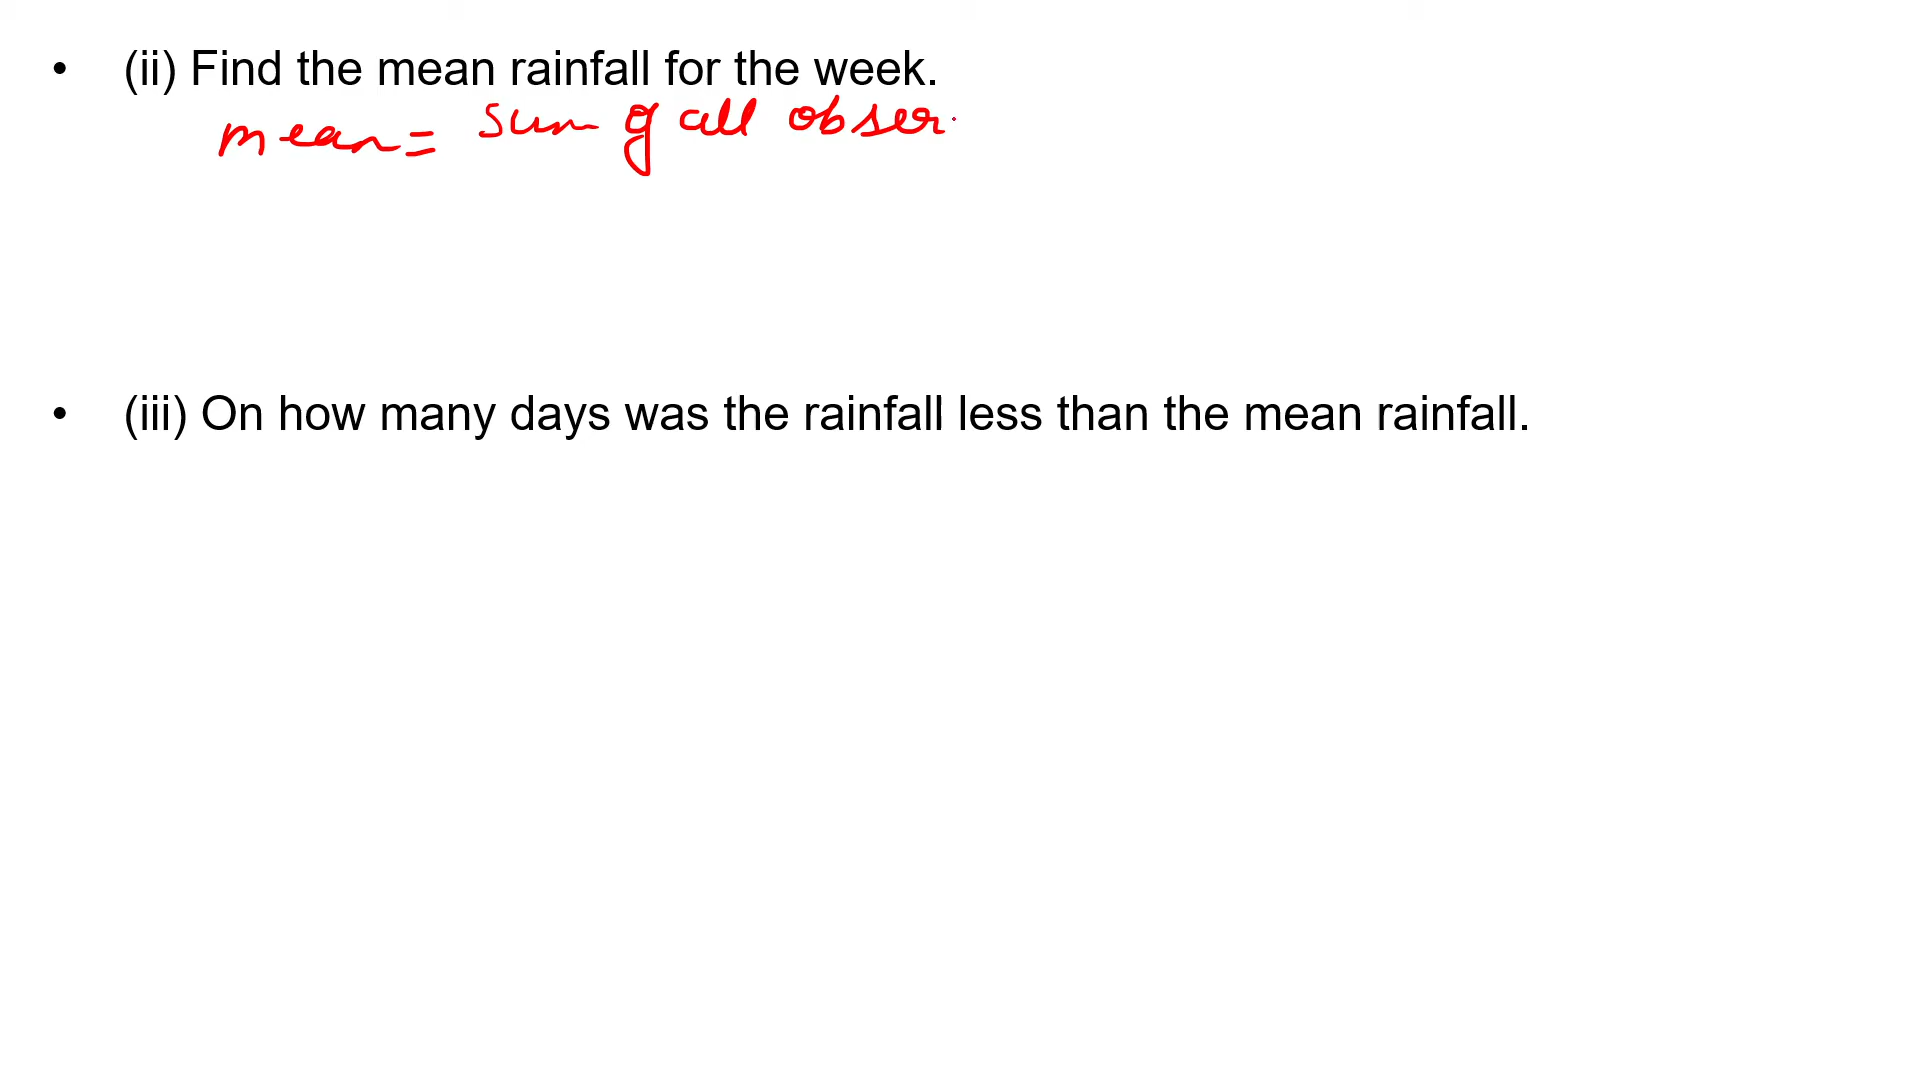 • (ii) Find the mean rainfall for the week.
mean = sum of all obser
• (iii) On how many days was the rainfall less than the mean rainfall.